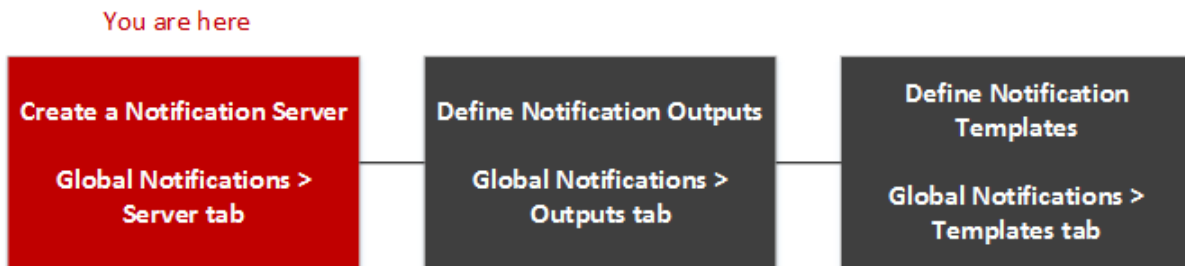 You are here
Create a Notification Server
Global Notifications >
Server tab
Define Notification Outputs
Global Notifications >
Outputs tab
Define Notification
Templates
Global Notifications >
Templates tab